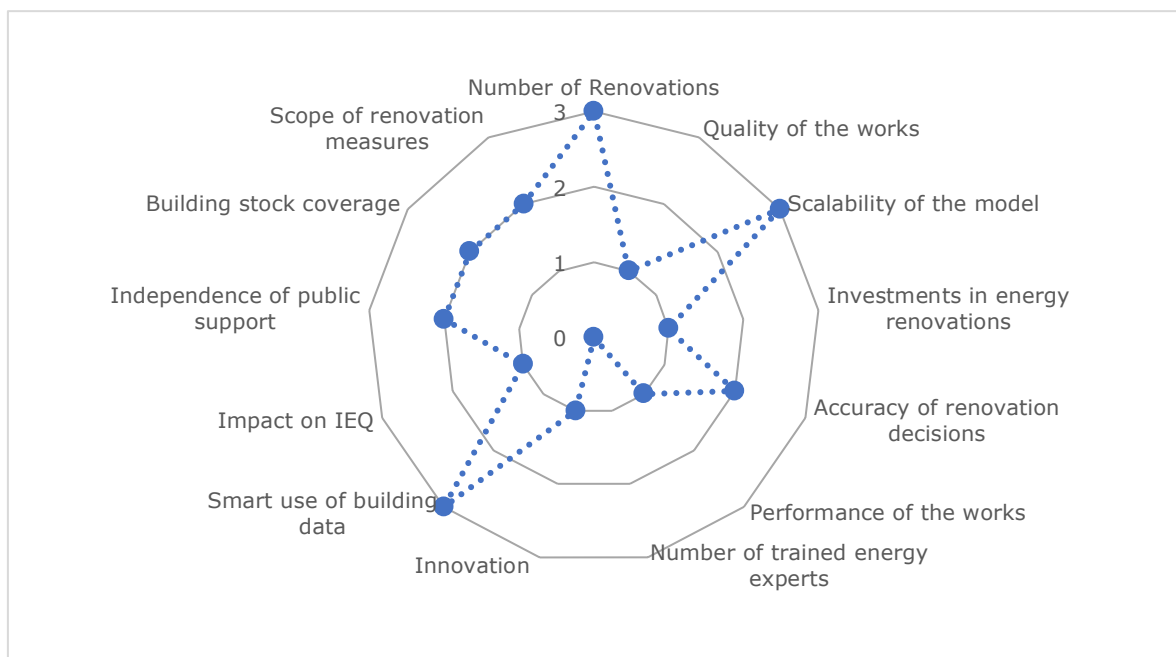 Number of Renovations
Scope of renovation
measures
3
Quality of the works
2
Building stock coverage
Scalability of the model
1
Independence of public
support
Investments in energy
renovations
0
Impact on IEQ
Accuracy of renovation
decisions
Smart use of building
data
Performance of the works
Innovation
Number of trained energy
experts